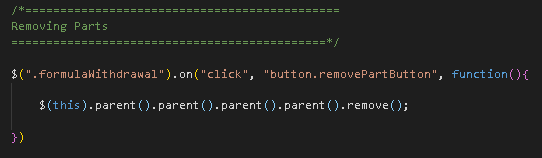 /*=============================================
Removing Parts
=============================================*/
$(".formulaWithdrawal").on("click", "button.removePartButton", function(){
$(this).parent().parent().parent().parent().remove();
})